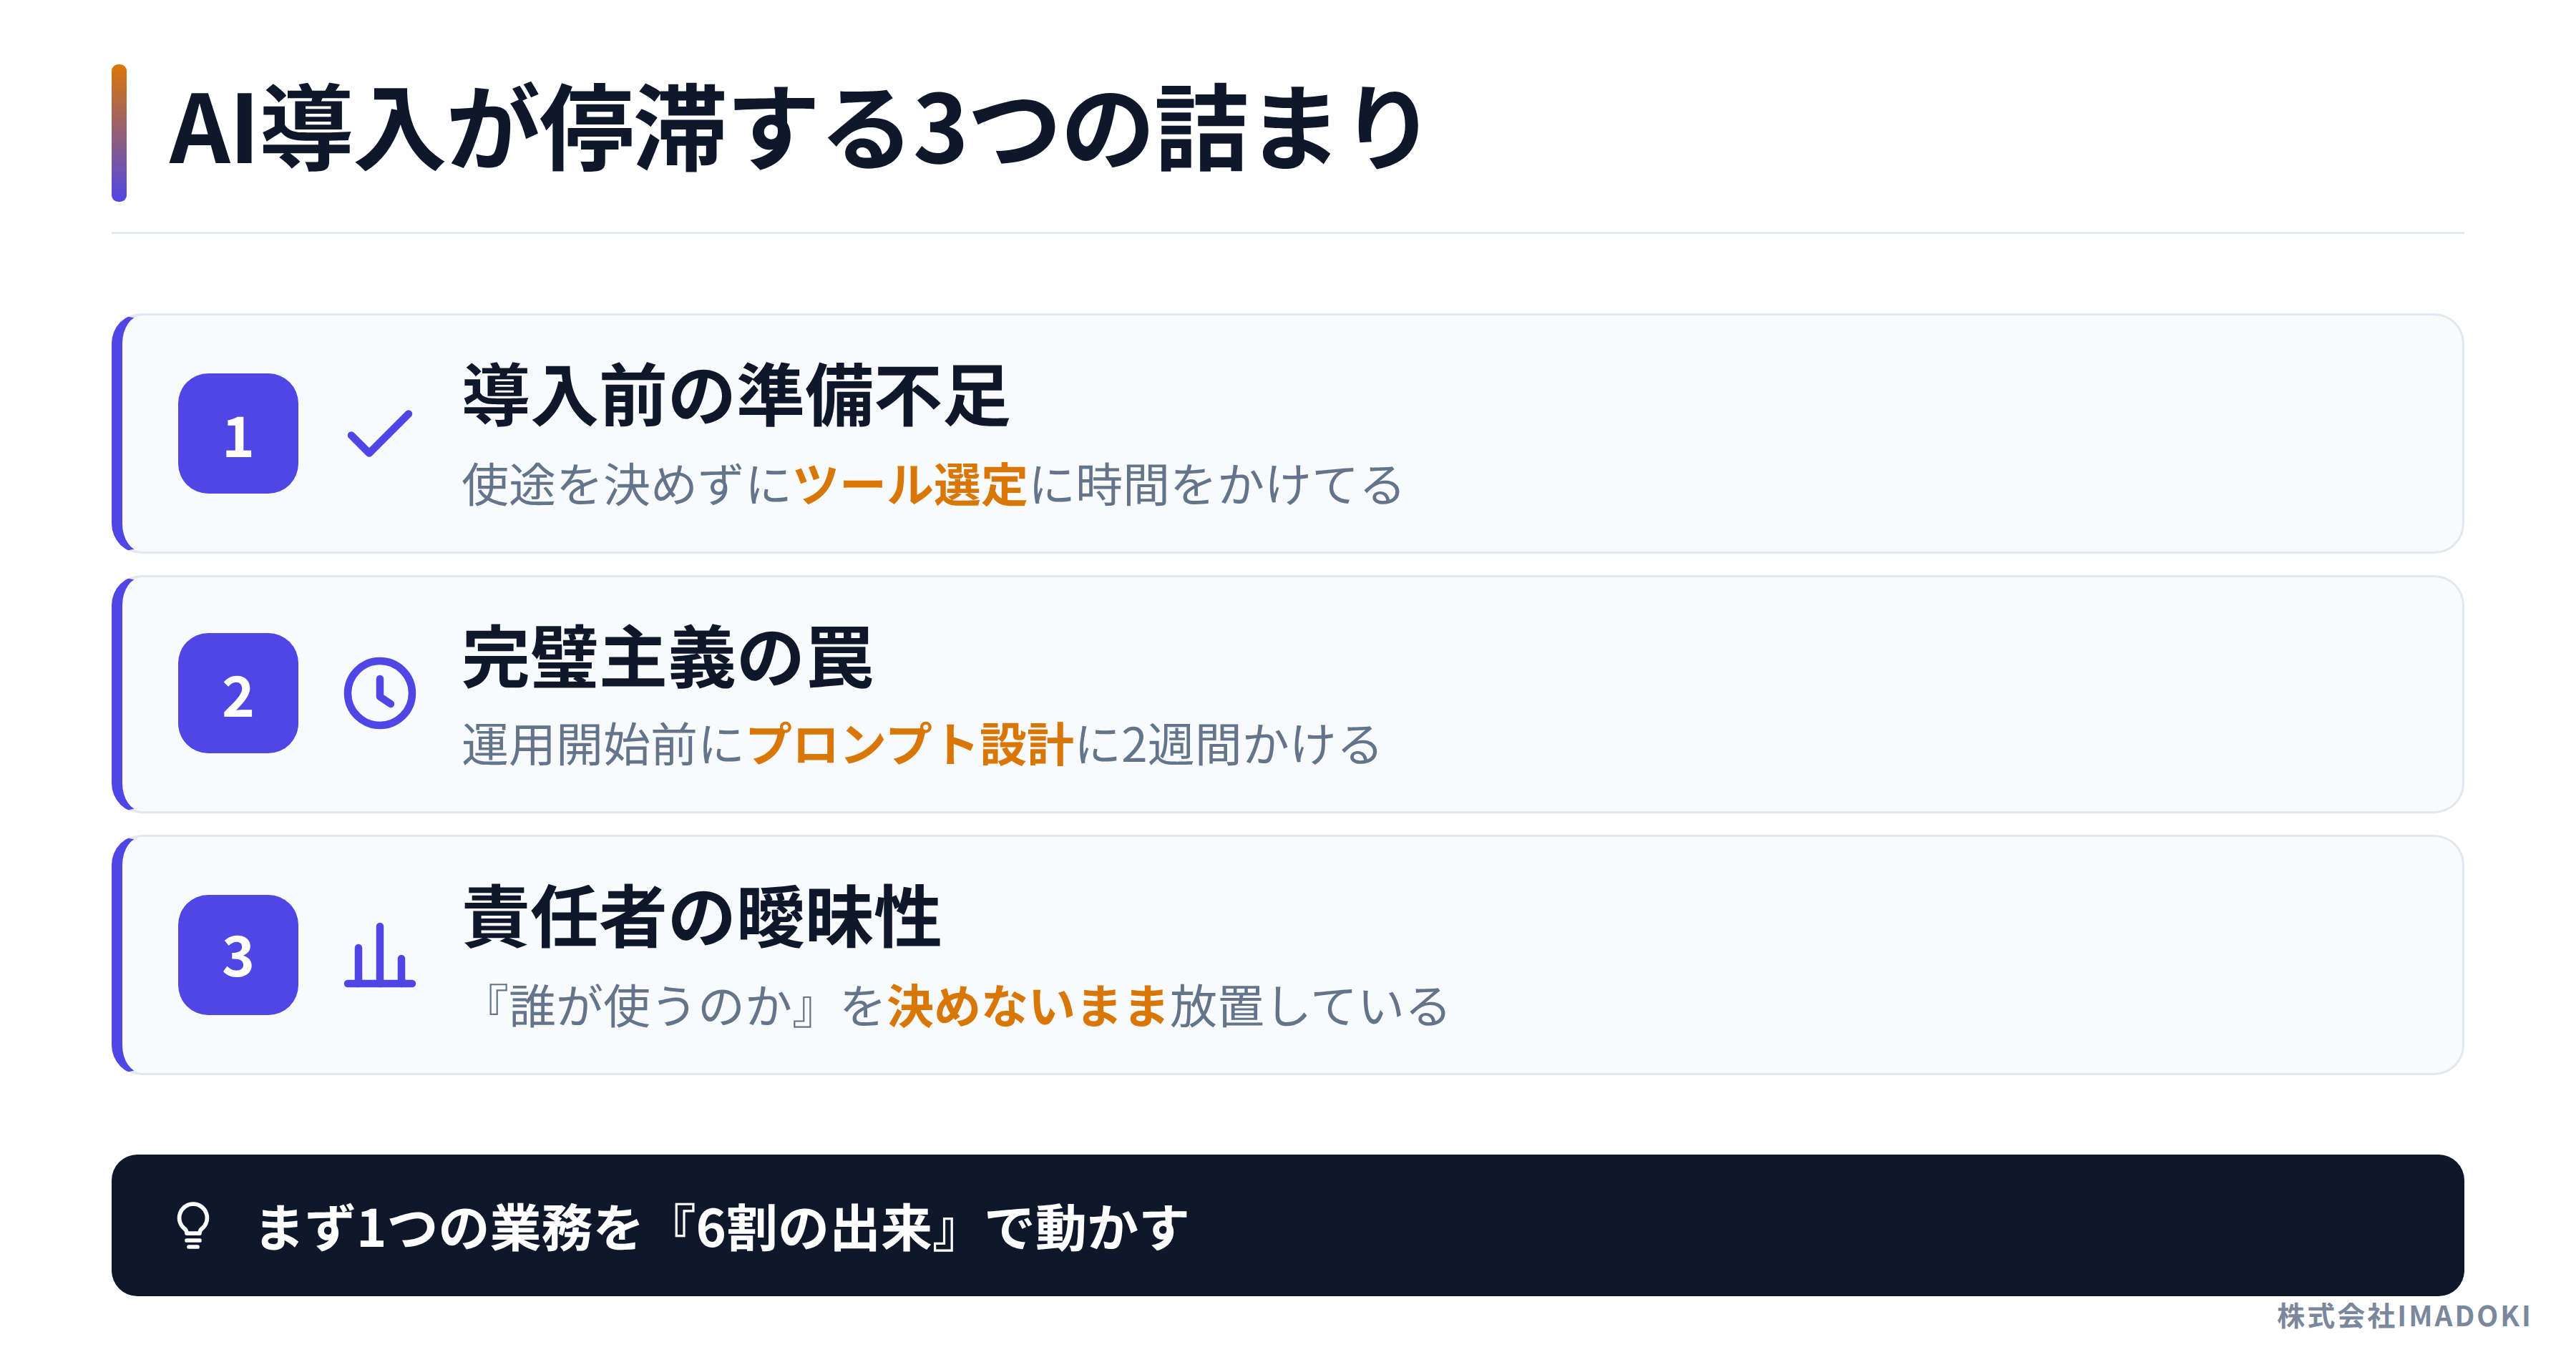 AI導入が停滞する3つの詰まり
1
導入前の準備不足
使途を決めずにツール選定に時間をかけてる
2
完璧主義の罠
運用開始前にプロンプト設計に2週間かける
3
責任者の曖昧性
『誰が使うのか』を決めないまま放置している
まず1つの業務を『6割の出来』で動かす
株式会社IMADOKI